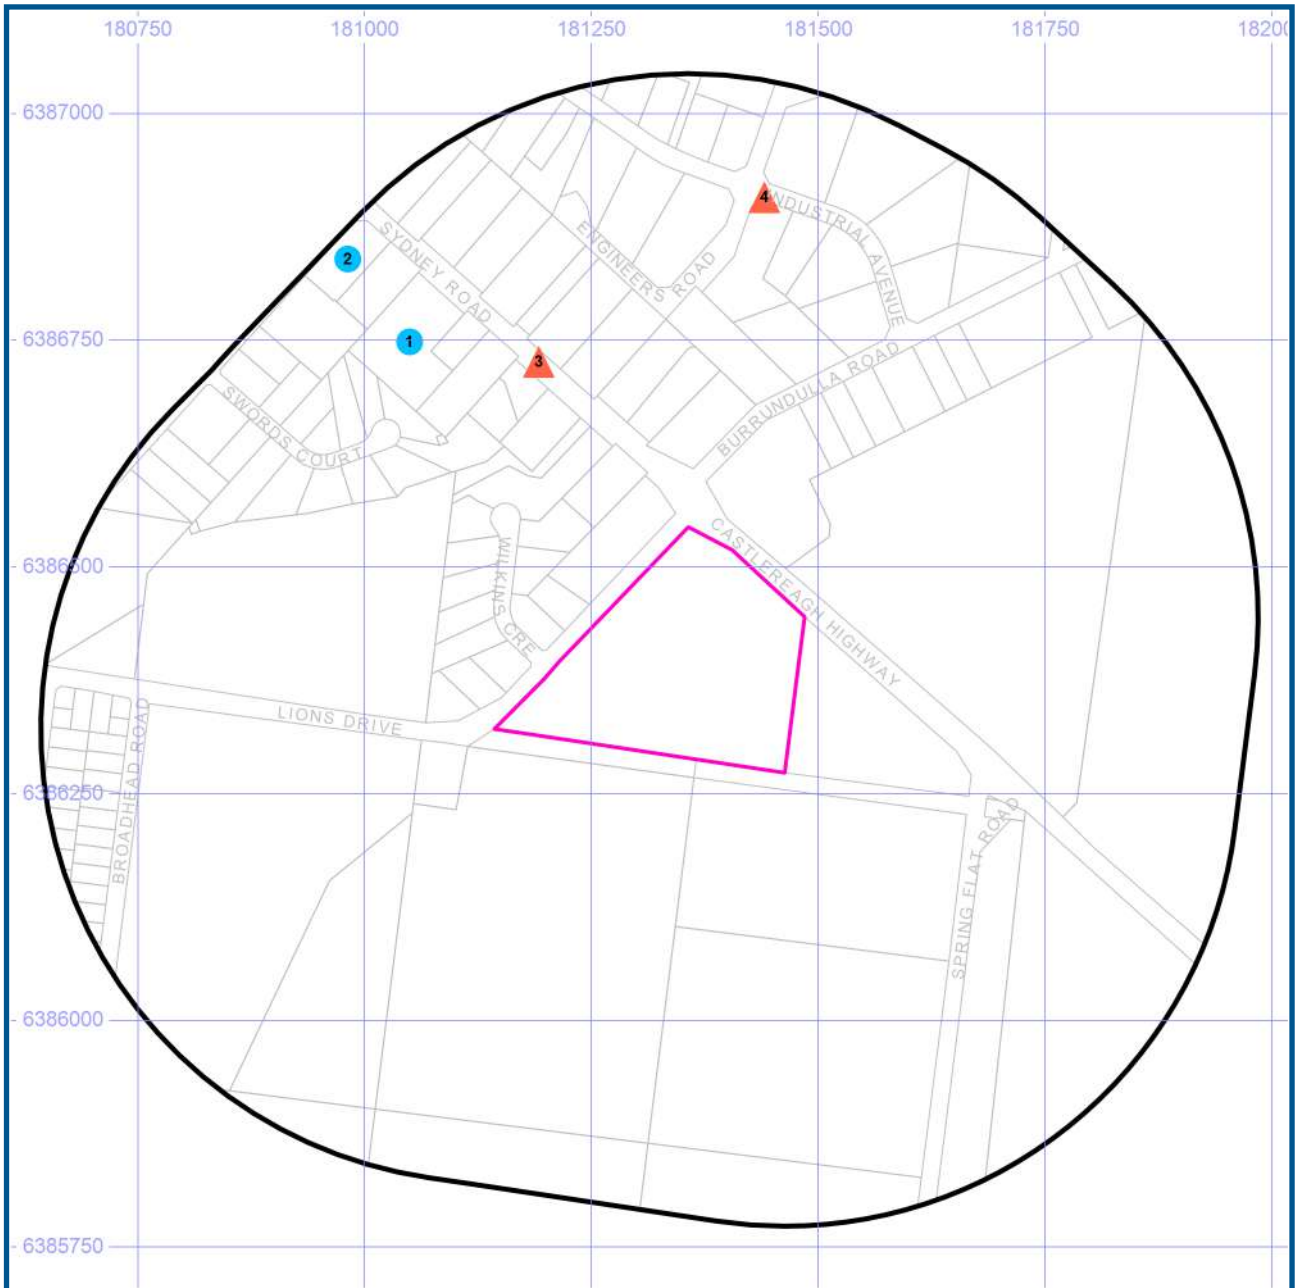 180750 181000 181250 181500 181750 18200
6387000
4
INDUSTRIAL AVENUE
SYDNEY ROAD
ENGINEERS ROAD
2
6386750
1
3
BURRUNDULLA ROAD
SWORDS COURT
CASTLEREAGH HIGHWAY
6386500
WILKINS CRE
LIONS DRIVE
BROADHEAD ROAD
6386250
SPRING FLAT ROAD
6386000
6385750